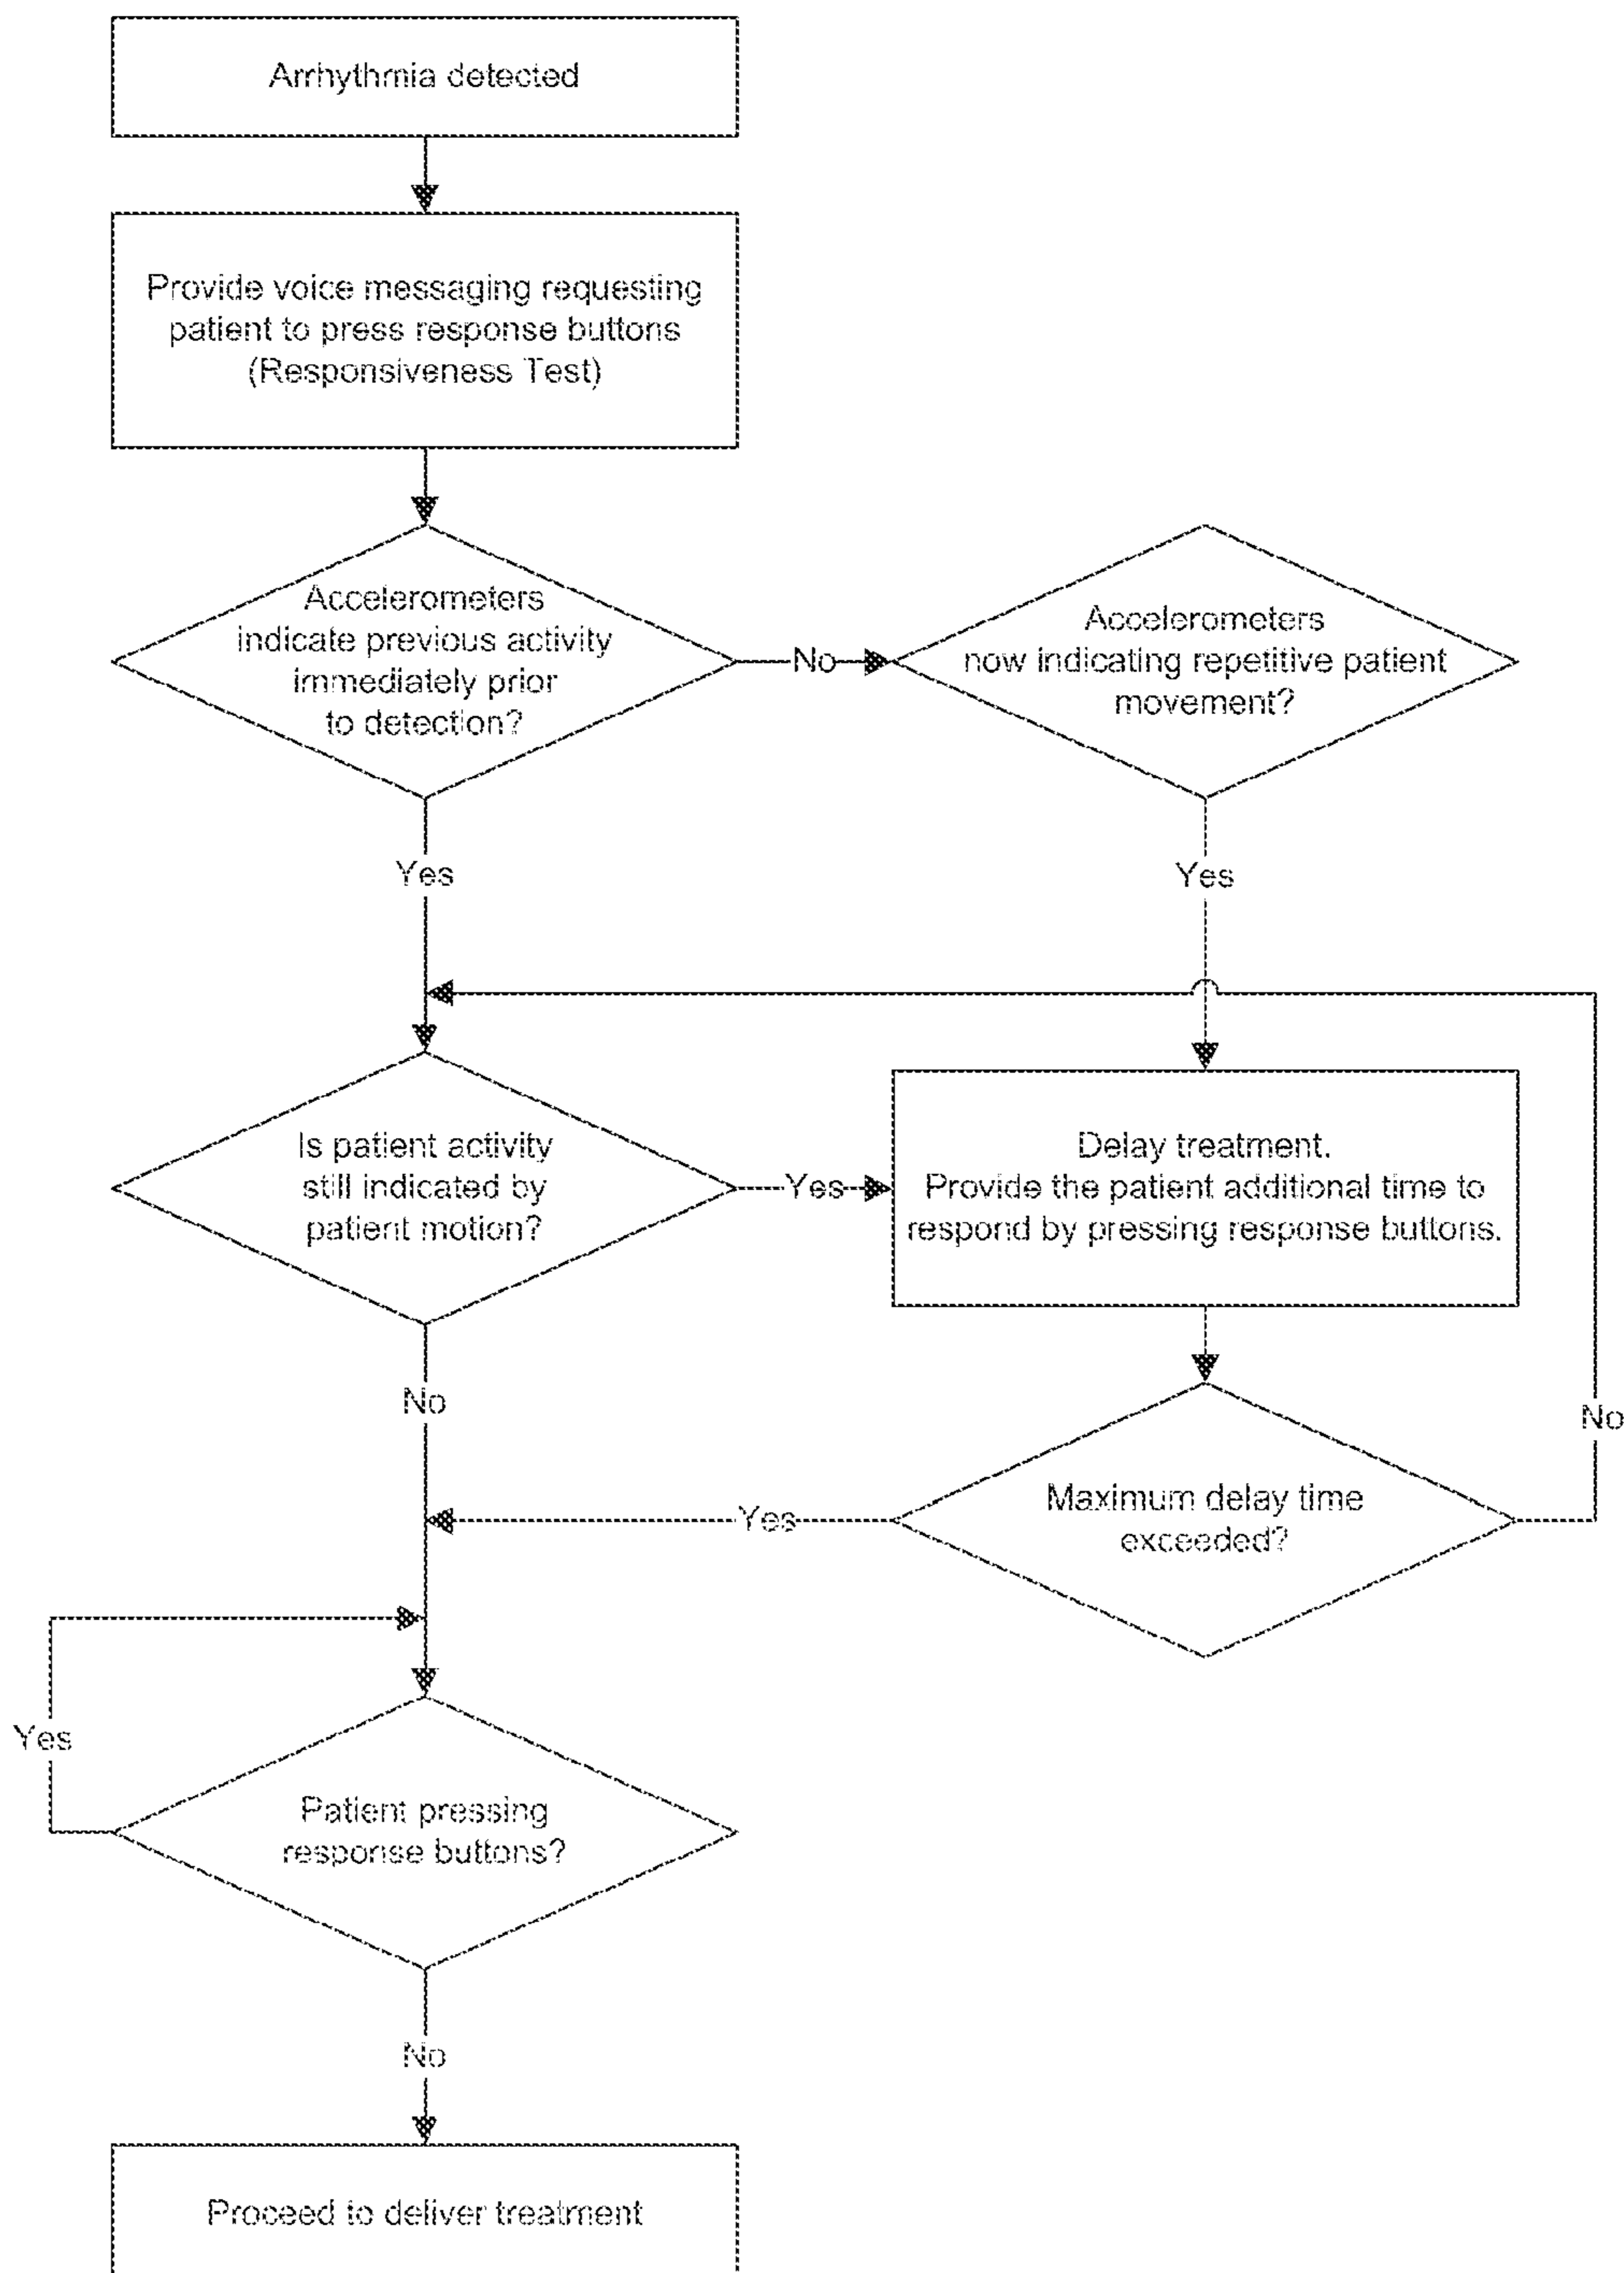 Arrhythmia detected
Provide voice messaging requesting
patient to press response buttons
(Responsiveness Test)
Accelerometers
indicate previous activity
immediately prior
to detection?
No
Accelerometers
now indicating repetitive patient
movement?
Yes
Yes
Is patient activity
still indicated by
patient motion?
Yes
Delay treatment.
Provide the patient additional time to
respond by pressing response buttons.
No
No
Maximum delay time
exceeded?
Yes
Yes
Patient pressing
response buttons?
No
Proceed to deliver treatment